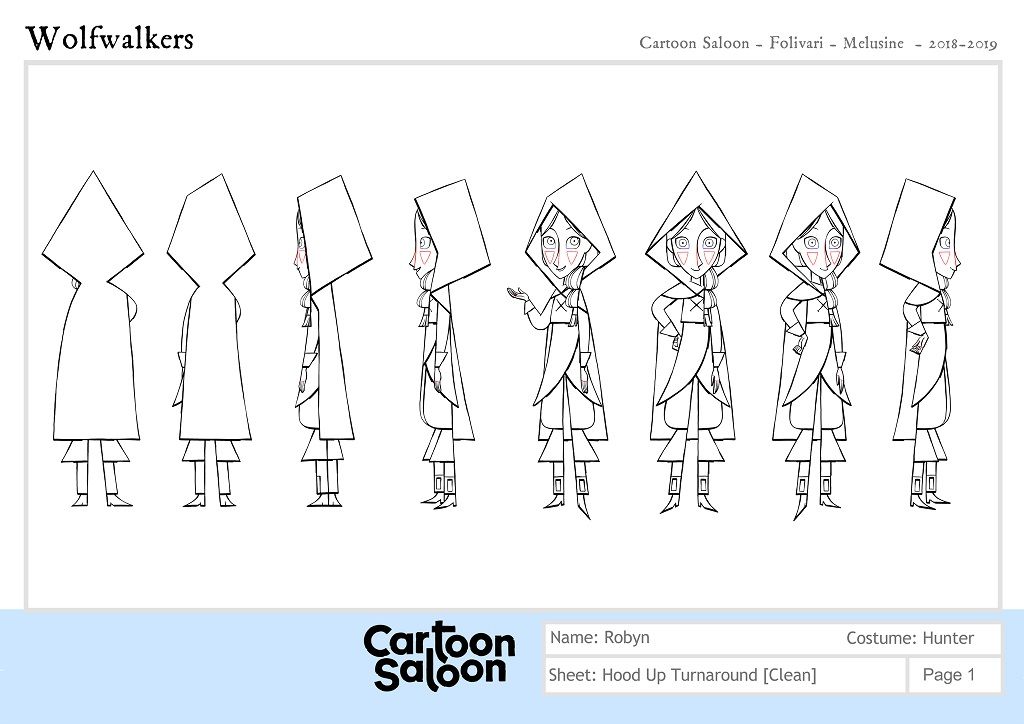 Wolfwalkers
Cartoon Saloon - Folivari - Melusine - 2018-2019
Cartoon
Saloon
Name: Robyn
Costume: Hunter
Sheet: Hood Up Turnaround [Clean]
Page 1